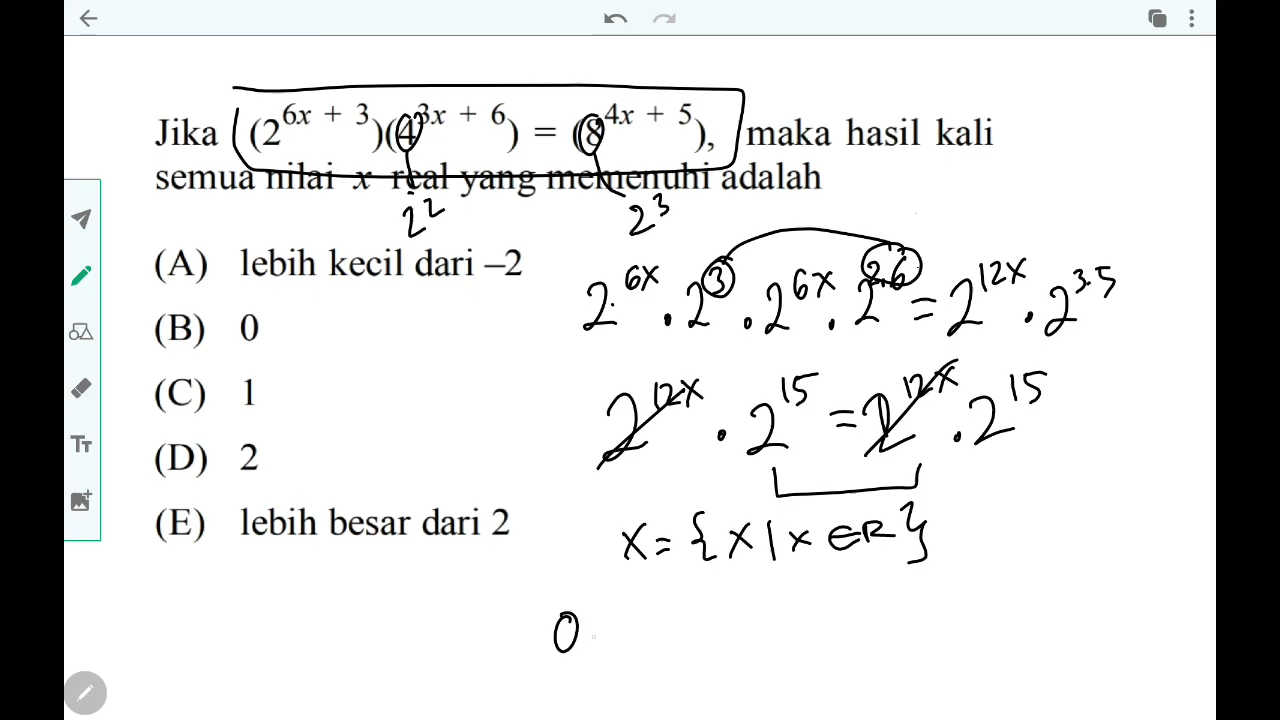 Jika (2^{6x + 3})(4^{3x + 6}) = (8^{4x + 5}), maka hasil kali
semua nilai x real yang memenuhi adalah
2^2 2^3
(A) lebih kecil dari –2
(B) 0
(C) 1
(D) 2
(E) lebih besar dari 2
2^{6x} . 2^3 . 2^{6x} . 2^{2.6} = 2^{12x} . 2^{3.5}
2^{12x} . 2^{15} = 2^{12x} . 2^{15}
x = {x | x ∈ R}
0
TT